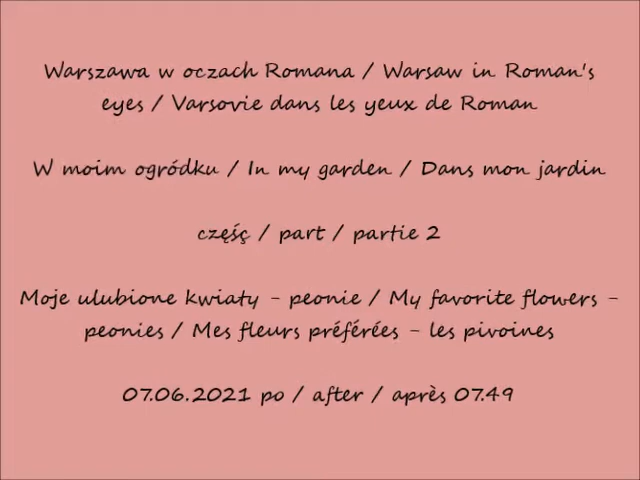 Warszawa w oczach Romana / Warsaw in Roman's
eyes / Varsovie dans les yeux de Roman
W moim ogródku / In my garden / Dans mon jardin
częśç / part / partie 2
Moje ulubione kwiaty - peonie / My favorite flowers -
peonies / Mes fleurs préférées - les pivoines
07.06.2021 po / after / après 07.49